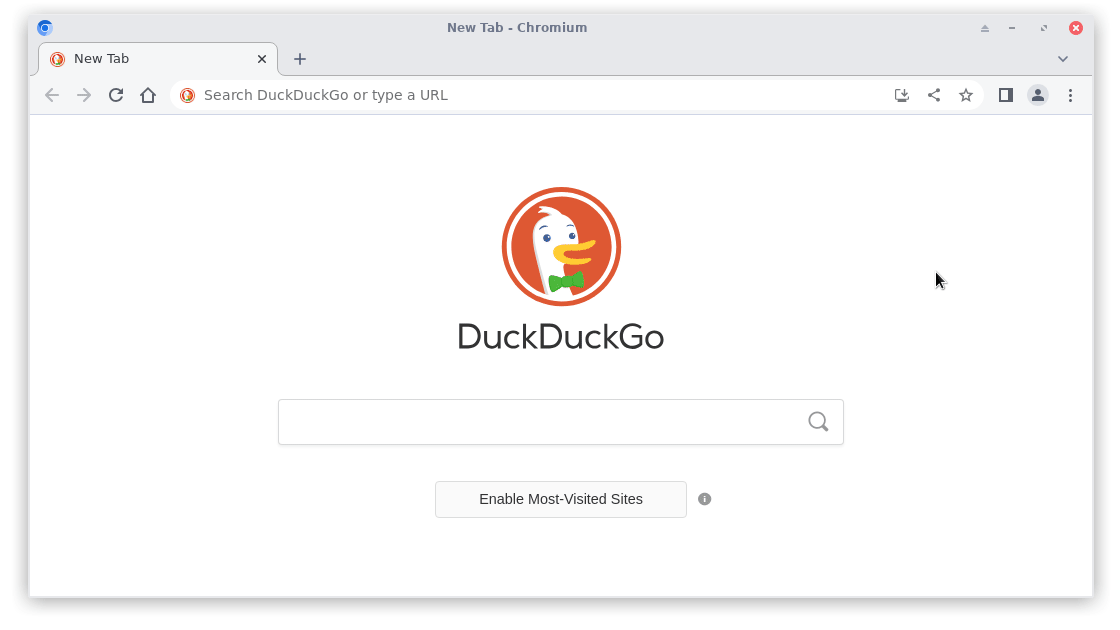 New Tab - Chromium
New Tab
Search DuckDuckGo or type a URL
DuckDuckGo
Enable Most-Visited Sites